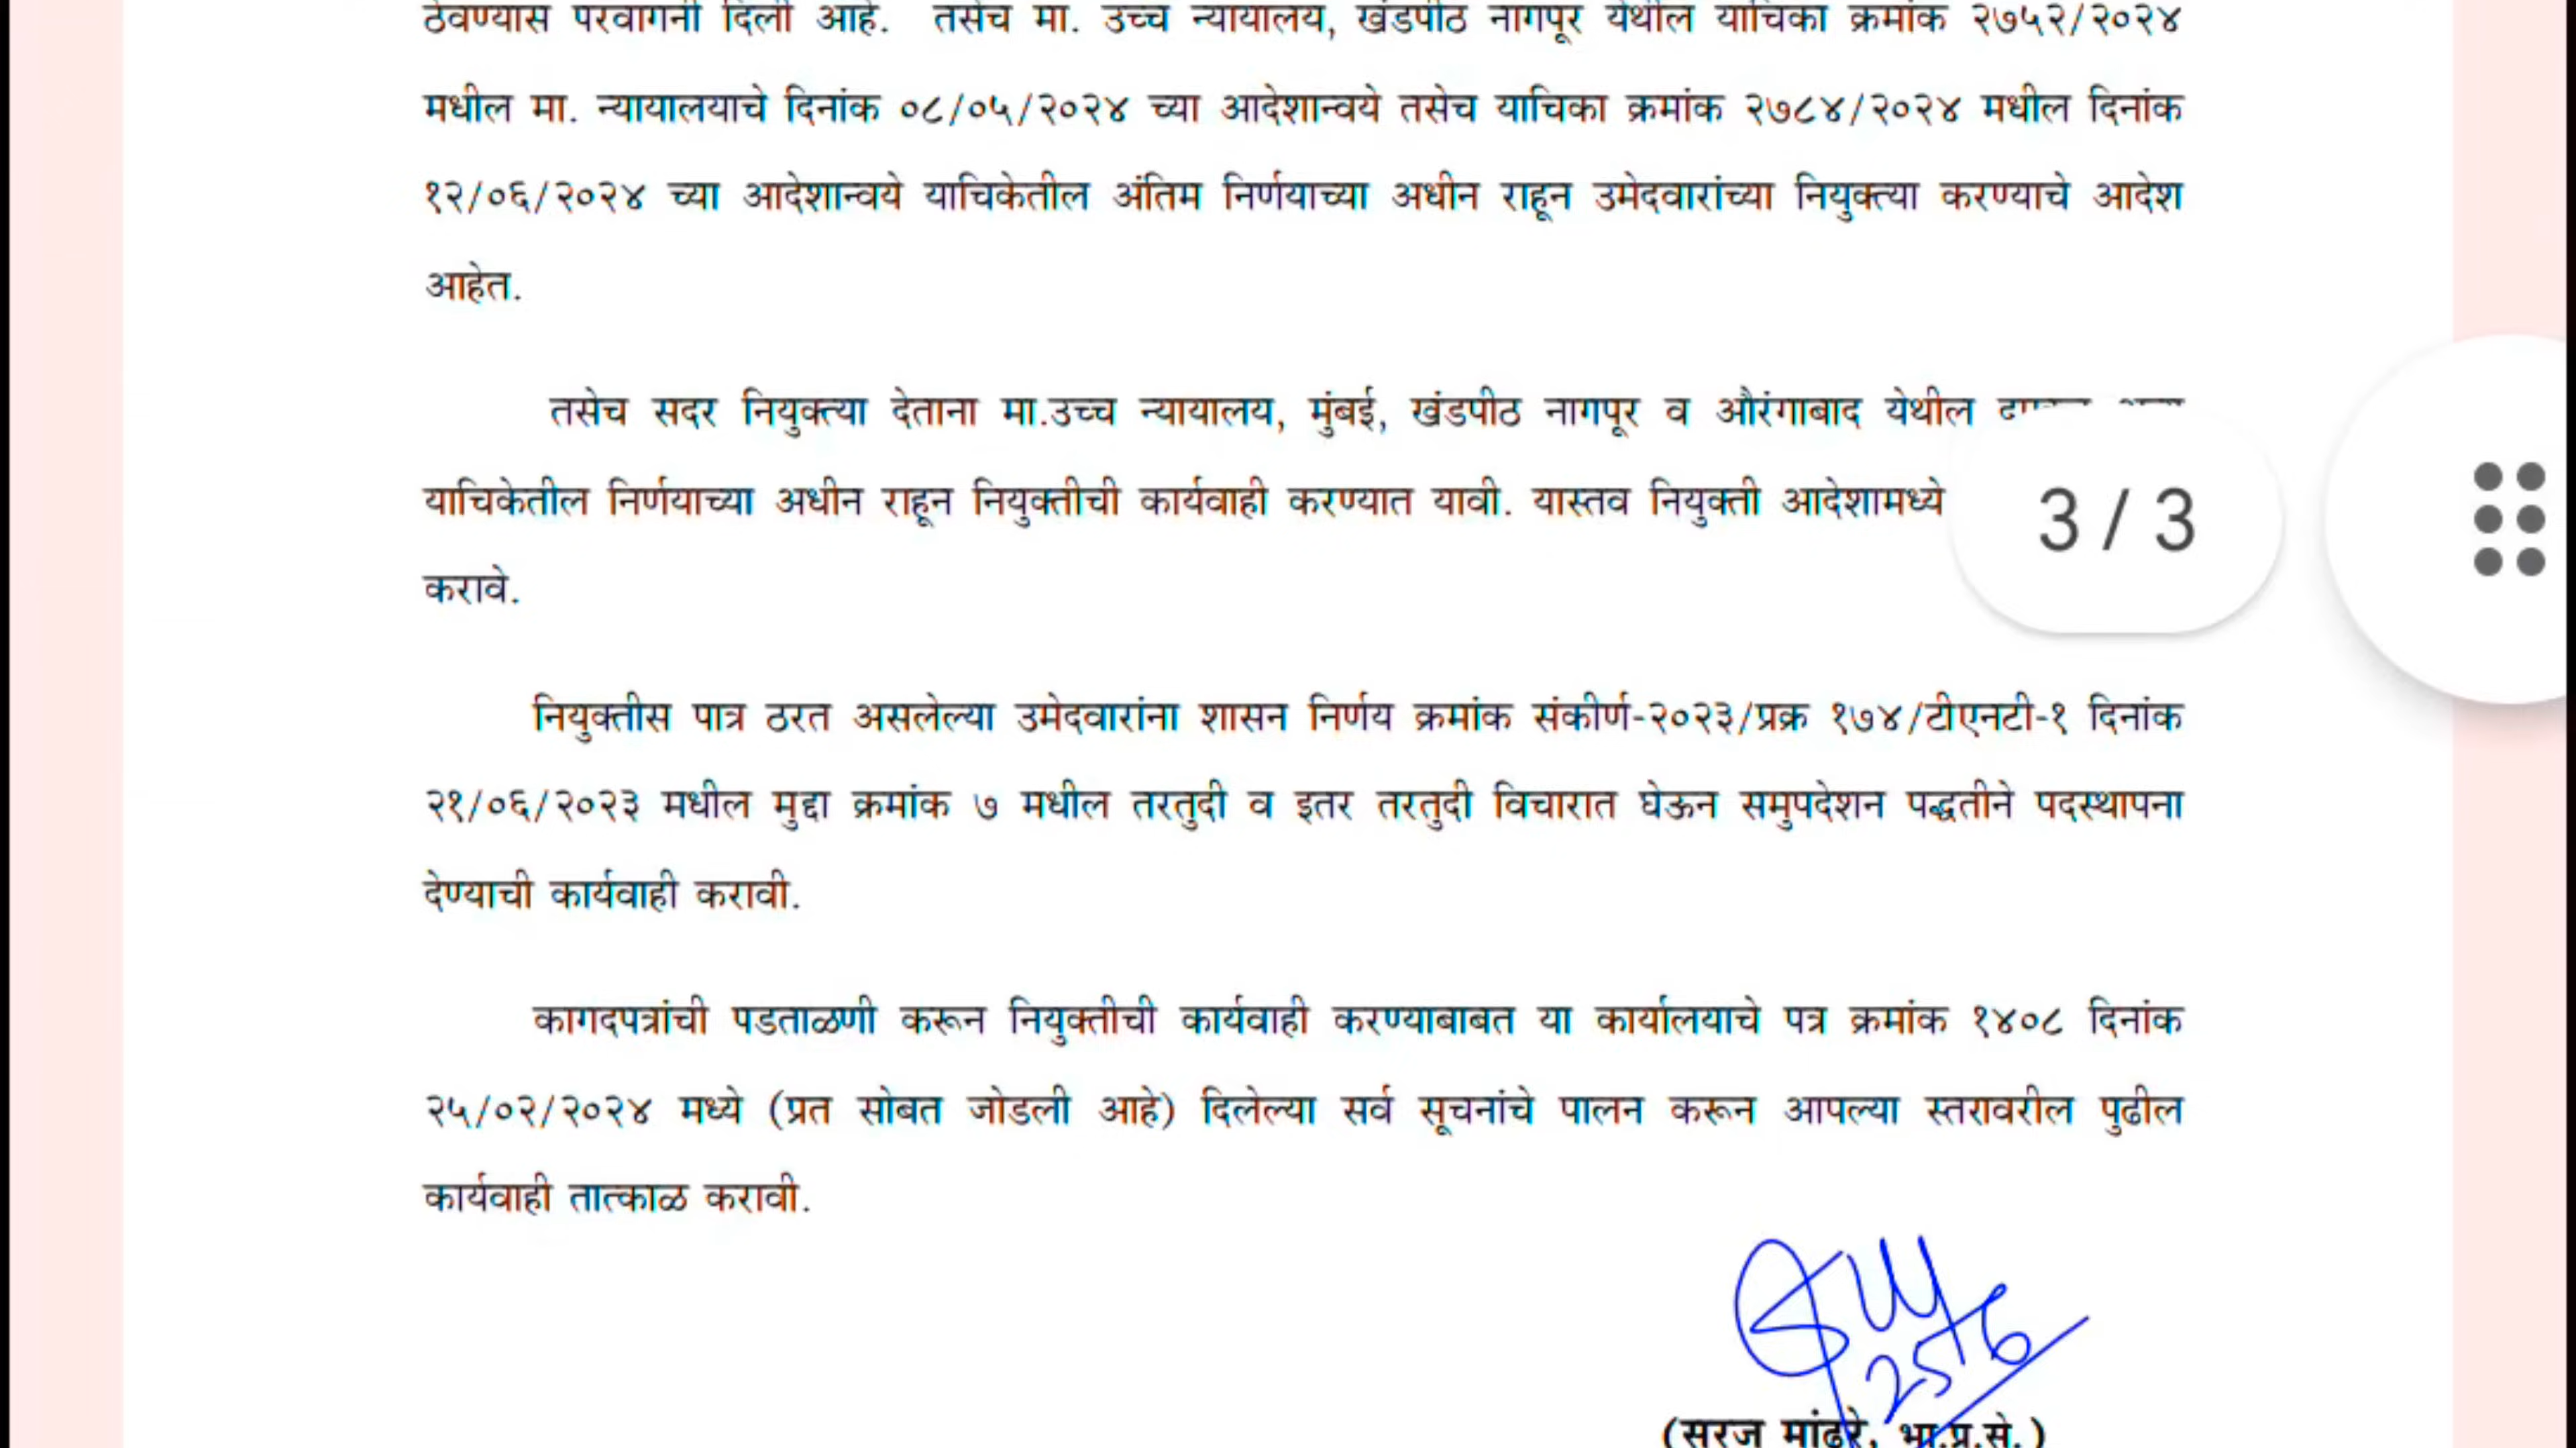 ठेवण्यास परवागनी दिली आहे. तसेच मा. उच्च न्यायालय, खंडपीठ नागपूर येथील याचिका क्रमांक २७५२/२०२४
मधील मा. न्यायालयाचे दिनांक ०८/०५/२०२४ च्या आदेशान्वये तसेच याचिका क्रमांक २७८४/२०२४ मधील दिनांक
१२/०६/२०२४ च्या आदेशान्वये याचिकेतील अंतिम निर्णयाच्या अधीन राहून उमेदवारांच्या नियुक्त्या करण्याचे आदेश
आहेत.
तसेच सदर नियुक्त्या देताना मा.उच्च न्यायालय, मुंबई, खंडपीठ नागपूर व औरंगाबाद येथील
याचिकेतील निर्णयाच्या अधीन राहून नियुक्तीची कार्यवाही करण्यात यावी. यास्तव नियुक्ती आदेशामध्ये
3 / 3
करावे.
नियुक्तीस पात्र ठरत असलेल्या उमेदवारांना शासन निर्णय क्रमांक संकीर्ण-२०२३/प्रक्र १७४/टीएनटी-१ दिनांक
२१/०६/२०२३ मधील मुद्दा क्रमांक ७ मधील तरतुदी व इतर तरतुदी विचारात घेऊन समुपदेशन पद्धतीने पदस्थापना
देण्याची कार्यवाही करावी.
कागदपत्रांची पडताळणी करून नियुक्तीची कार्यवाही करण्याबाबत या कार्यालयाचे पत्र क्रमांक १४०८ दिनांक
२५/०२/२०२४ मध्ये (प्रत सोबत जोडली आहे) दिलेल्या सर्व सूचनांचे पालन करून आपल्या स्तरावरील पुढील
कार्यवाही तात्काळ करावी.
25/6
(सुरज मांढरे, भा.प्र.से.)